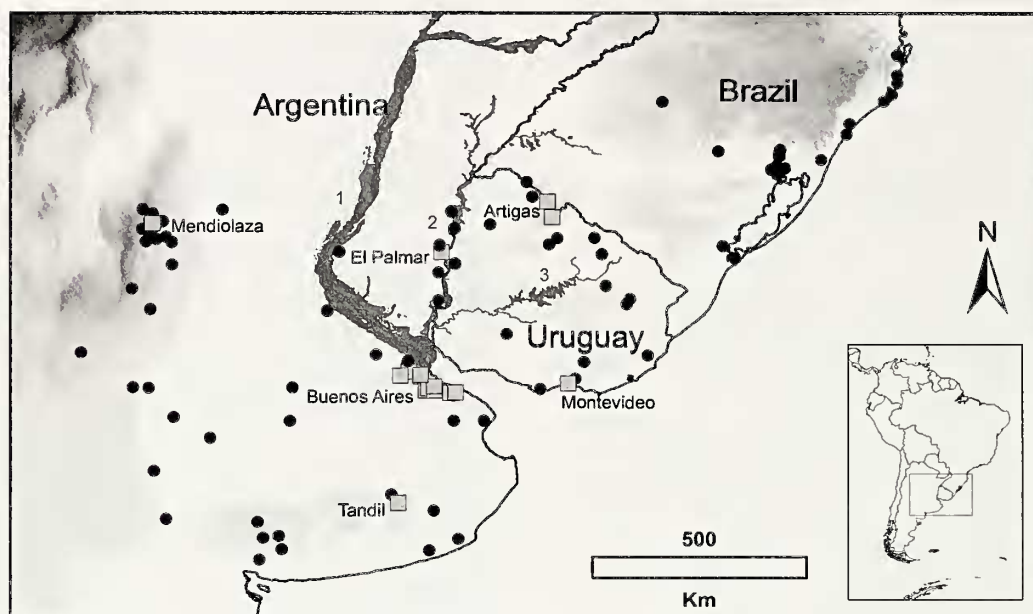 Brazil
Argentina
1
2
Artigas
Mendiolaza
El Palmar
N
3
Uruguay
Buenos Aires
Montevideo
Tandil
500
Km